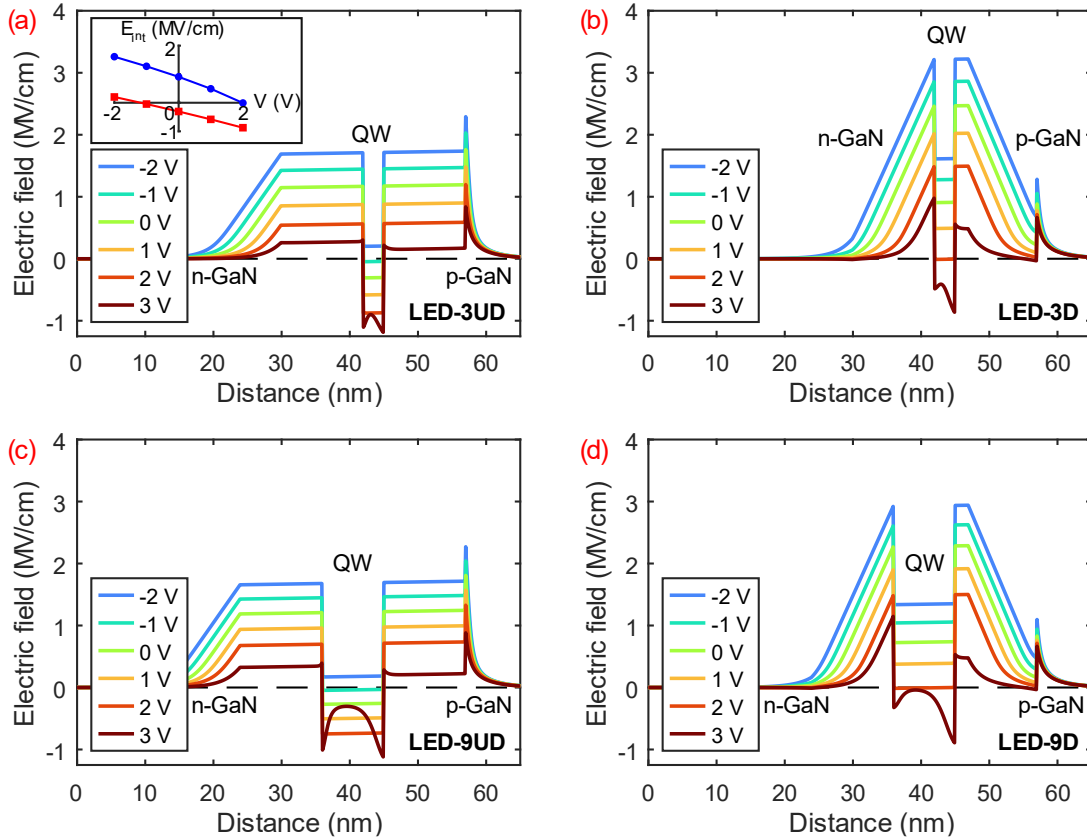 (a)
E_int (MV/cm)
2
V (V)
-2
0
2
-1
QW
-2 V
-1 V
0 V
1 V
2 V
3 V
n-GaN
p-GaN
LED-3UD
4
3
2
1
0
-1
Electric field (MV/cm)
0 10 20 30 40 50 60
Distance (nm)
(b)
QW
n-GaN
p-GaN
-2 V
-1 V
0 V
1 V
2 V
3 V
LED-3D
4
3
2
1
0
-1
Electric field (MV/cm)
0 10 20 30 40 50 60
Distance (nm)
(c)
QW
-2 V
-1 V
0 V
1 V
2 V
3 V
n-GaN
p-GaN
LED-9UD
4
3
2
1
0
-1
Electric field (MV/cm)
0 10 20 30 40 50 60
Distance (nm)
(d)
QW
-2 V
-1 V
0 V
1 V
2 V
3 V
n-GaN
p-GaN
LED-9D
4
3
2
1
0
-1
Electric field (MV/cm)
0 10 20 30 40 50 60
Distance (nm)